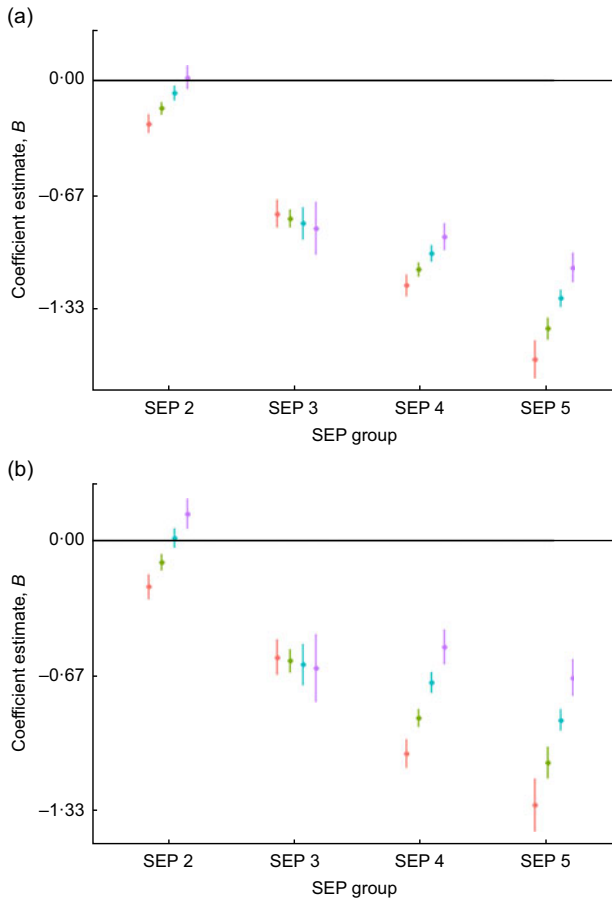 (a)
0·00
–0·67
–1·33
Coefficient estimate, B
SEP 2 SEP 3 SEP 4 SEP 5
SEP group
(b)
0·00
–0·67
–1·33
Coefficient estimate, B
SEP 2 SEP 3 SEP 4 SEP 5
SEP group